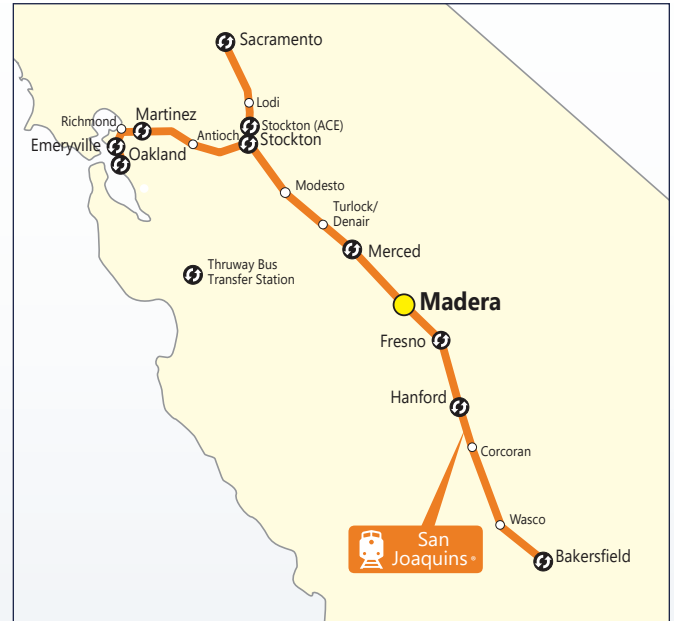 Sacramento
Lodi
Stockton (ACE)
Stockton
Richmond
Martinez
Emeryville
Antioch
Oakland
Modesto
Turlock/
Denair
Merced
Thruway Bus
Transfer Station
Madera
Fresno
Hanford
Corcoran
Wasco
San
Joaquins
Bakersfield